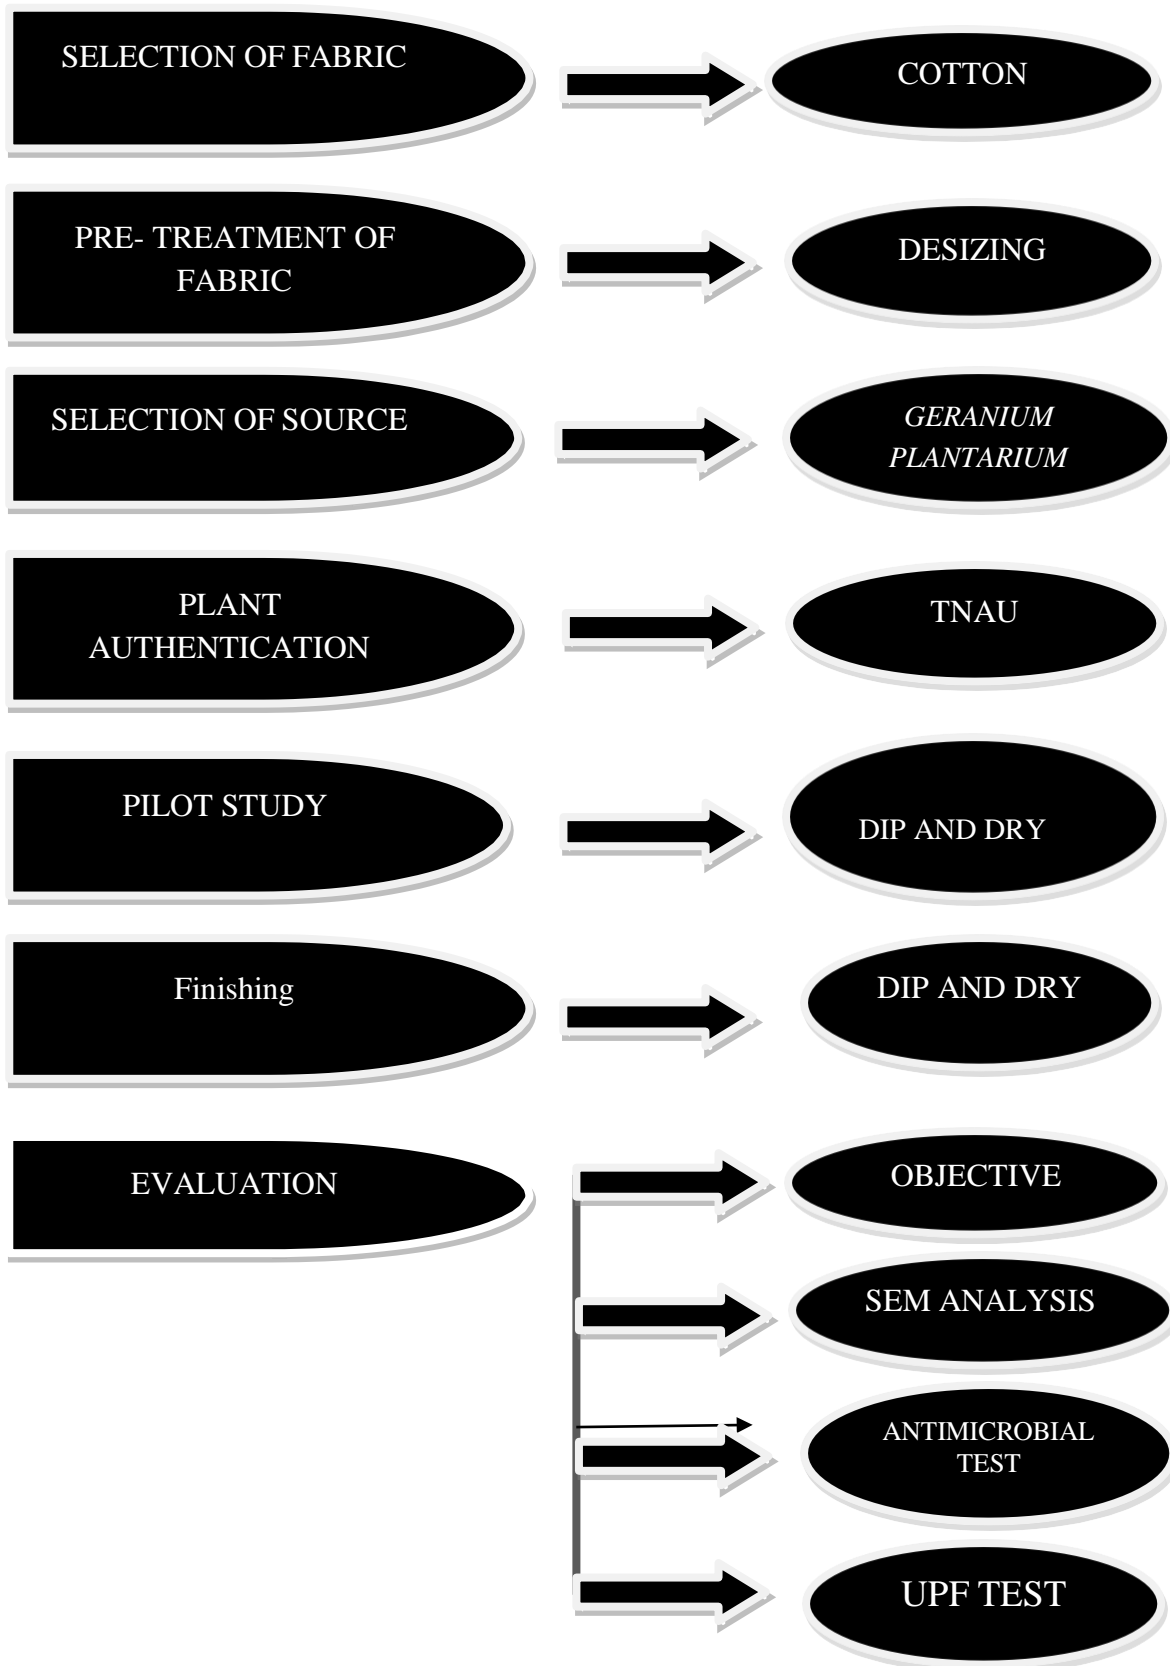 SELECTION OF FABRIC
COTTON
PRE- TREATMENT OF
FABRIC
DESIZING
SELECTION OF SOURCE
GERANIUM
PLANTARIUM
PLANT
AUTHENTICATION
TNAU
PILOT STUDY
DIP AND DRY
Finishing
DIP AND DRY
EVALUATION
OBJECTIVE
SEM ANALYSIS
ANTIMICROBIAL
TEST
UPF TEST